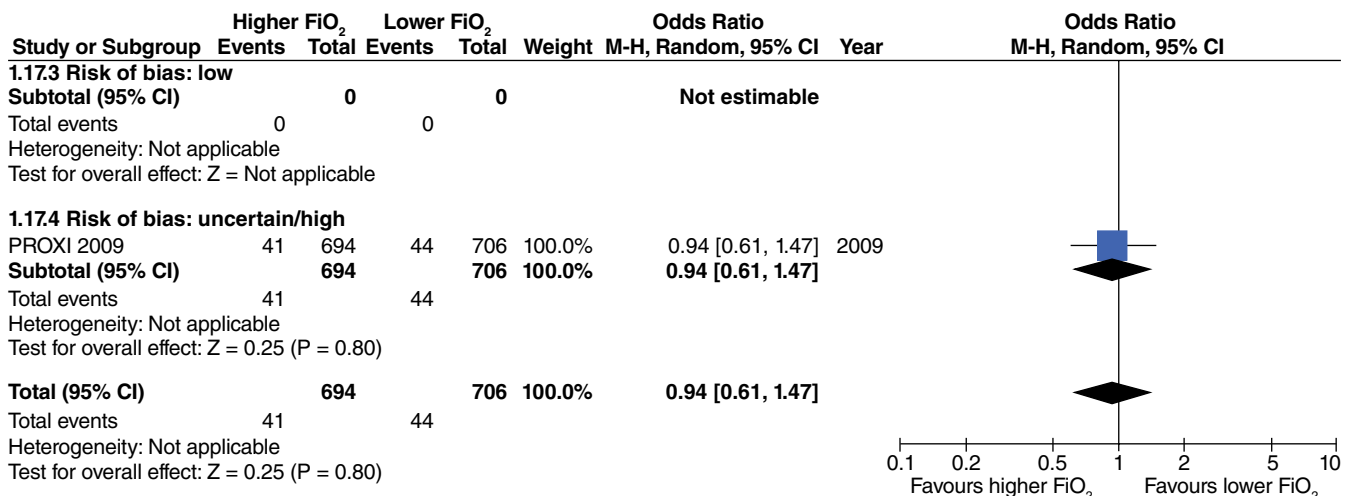 Higher FiO2 Lower FiO2 Odds Ratio Odds Ratio
Study or Subgroup Events Total Events Total Weight M-H, Random, 95% CI Year M-H, Random, 95% CI
1.17.3 Risk of bias: low
Subtotal (95% CI) 0 0 Not estimable
Total events 0 0
Heterogeneity: Not applicable
Test for overall effect: Z = Not applicable
1.17.4 Risk of bias: uncertain/high
PROXI 2009 41 694 44 706 100.0% 0.94 [0.61, 1.47] 2009
Subtotal (95% CI) 694 706 100.0% 0.94 [0.61, 1.47]
Total events 41 44
Heterogeneity: Not applicable
Test for overall effect: Z = 0.25 (P = 0.80)
Total (95% CI) 694 706 100.0% 0.94 [0.61, 1.47]
Total events 41 44
Heterogeneity: Not applicable
Test for overall effect: Z = 0.25 (P = 0.80)
0.1 0.2 0.5 1 2 5 10
Favours higher FiO2 Favours lower FiO2